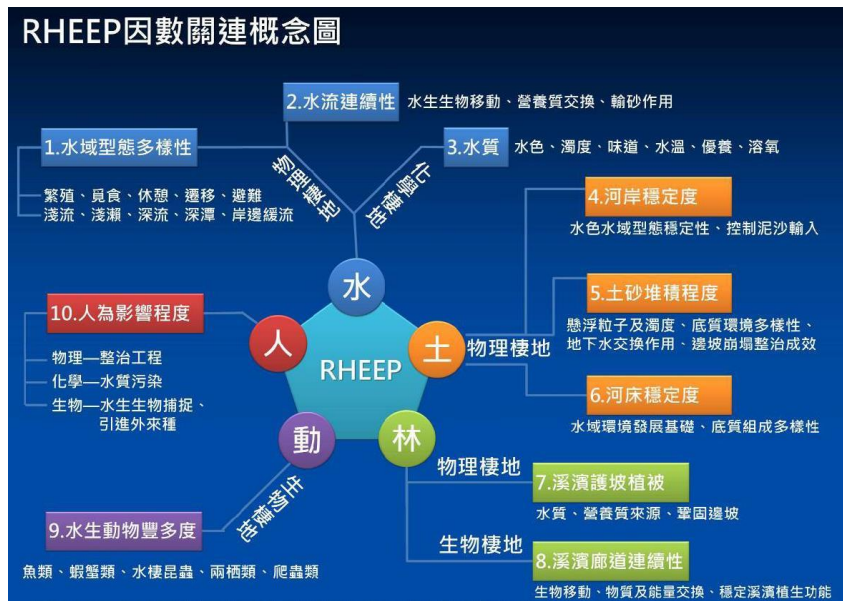 RHEEP因數關連概念圖
2.水流連續性
水生生物移動、營養質交換、輸砂作用
1.水域型態多樣性
繁殖、覓食、休憩、遷移、避難
淺流、淺瀨、深流、深潭、岸邊緩流
物理棲地
化學棲地
3.水質
水色、濁度、味道、水溫、優養、溶氧
4.河岸穩定度
水色水域型態穩定性、控制泥沙輸入
5.土砂堆積程度
懸浮粒子及濁度、底質環境多樣性、
地下水交換作用、邊坡崩塌整治成效
6.河床穩定度
水域環境發展基礎、底質組成多樣性
水
土
物理棲地
林
動
人
RHEEP
10.人為影響程度
物理—整治工程
化學—水質污染
生物—水生生物捕捉、
引進外來種
物理棲地
7.溪濱護坡植被
水質、營養質來源、鞏固邊坡
生物棲地
8.溪濱廊道連續性
生物移動、物質及能量交換、穩定溪濱植生功能
生物棲地
9.水生動物豐多度
魚類、蝦蟹類、水棲昆蟲、兩栖類、爬蟲類